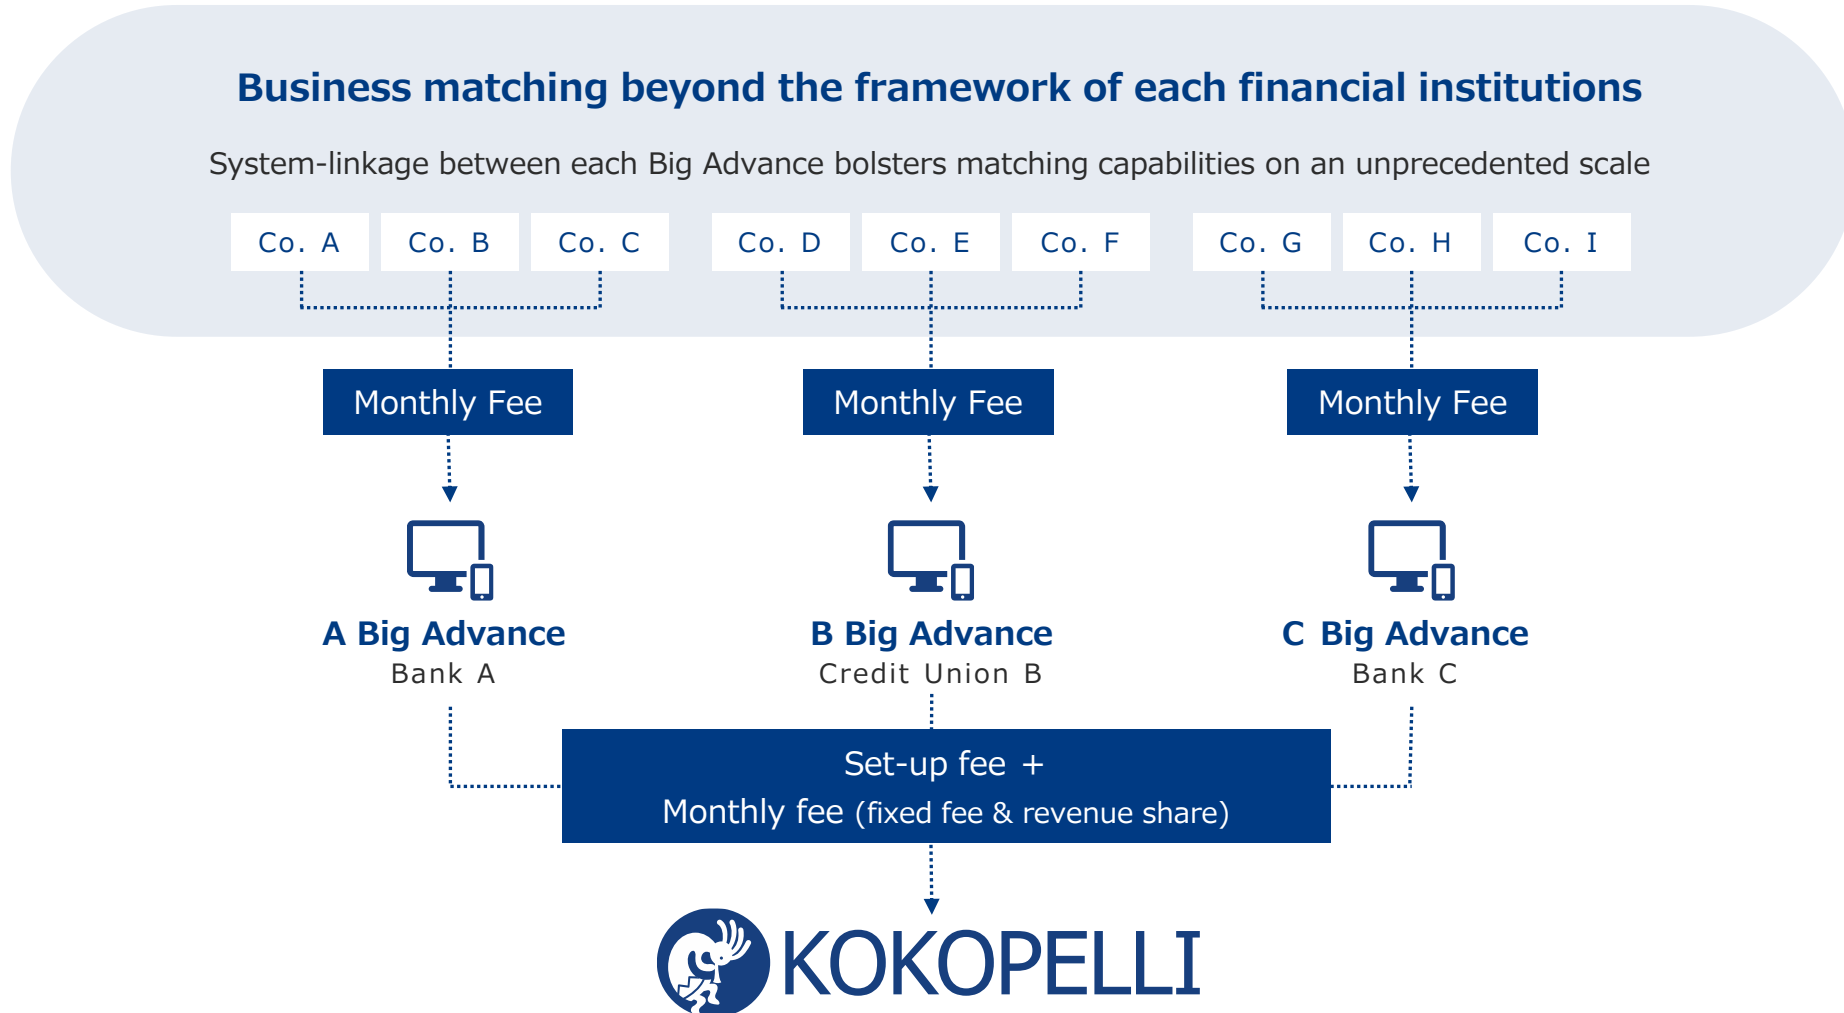 Business matching beyond the framework of each financial institutions
System-linkage between each Big Advance bolsters matching capabilities on an unprecedented scale
Co. A
Co. B
Co. C
Co. D
Co. E
Co. F
Co. G
Co. H
Co. I
Monthly Fee
Monthly Fee
Monthly Fee
A Big Advance
Bank A
B Big Advance
Credit Union B
C Big Advance
Bank C
Set-up fee +
Monthly fee (fixed fee & revenue share)
KOKOPELLI